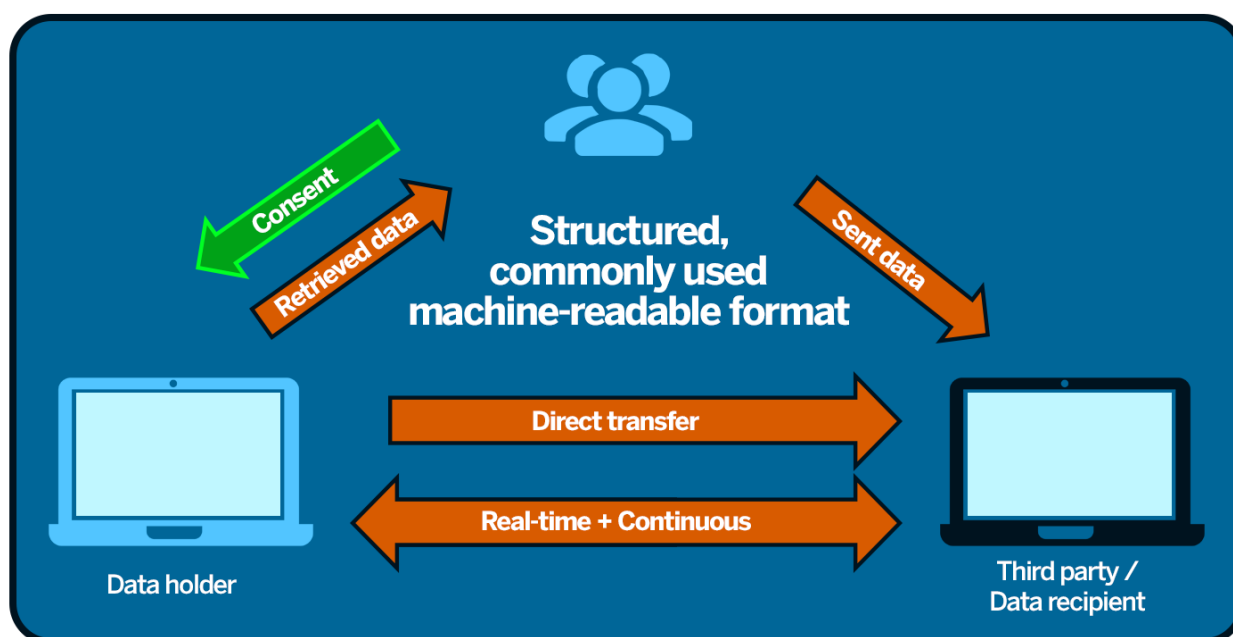 Consent
Retrieved data
Structured,
commonly used
machine-readable format
Sent data
Direct transfer
Real-time + Continuous
Data holder
Third party /
Data recipient